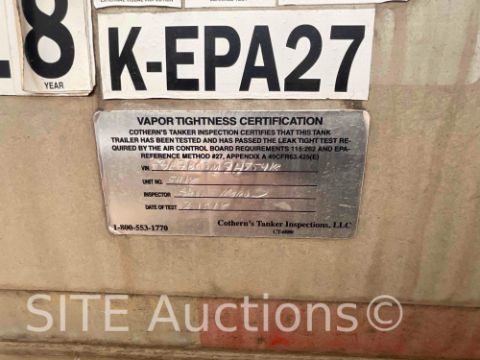 8
YEAR
K-EPA27
VAPOR TIGHTNESS CERTIFICATION
COTHERN'S TANKER INSPECTION CERTIFIES THAT THIS TANK
TRAILER HAS BEEN TESTED AND HAS PASSED THE LEAK TIGHT TEST RE-
QUIRED BY THE AIR CONTROL BOARD REQUIREMENTS 115:262 AND EPA-
REFERENCE METHOD #27, APPENDIX A 40CFR63.425(E)
VIN
UNIT NO.
INSPECTOR
DATE OF TEST
1-800-553-1770
Cothern's Tanker Inspections, LLC
SITE Auctions ©